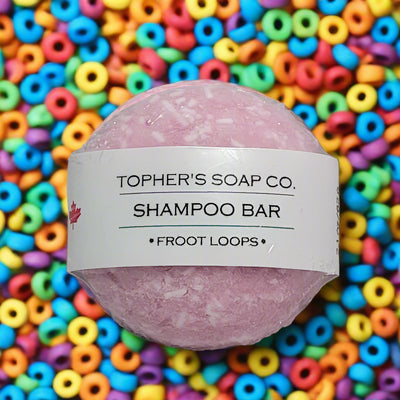 TOPHER'S SOAP CO.
SHAMPOO BAR
•FROOT LOOPS•